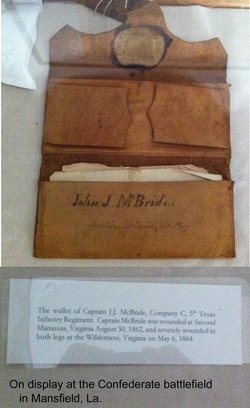 John J McBride
The wallet of Captain J.J. McBride, Company C, 5th Texas
Infantry Regiment. Captain McBride was wounded at Second
Manassas, Virginia August 30, 1862, and severely wounded in
both legs at the Wilderness, Virginia on May 6, 1864.
On display at the Confederate battlefield
in Mansfield, La.